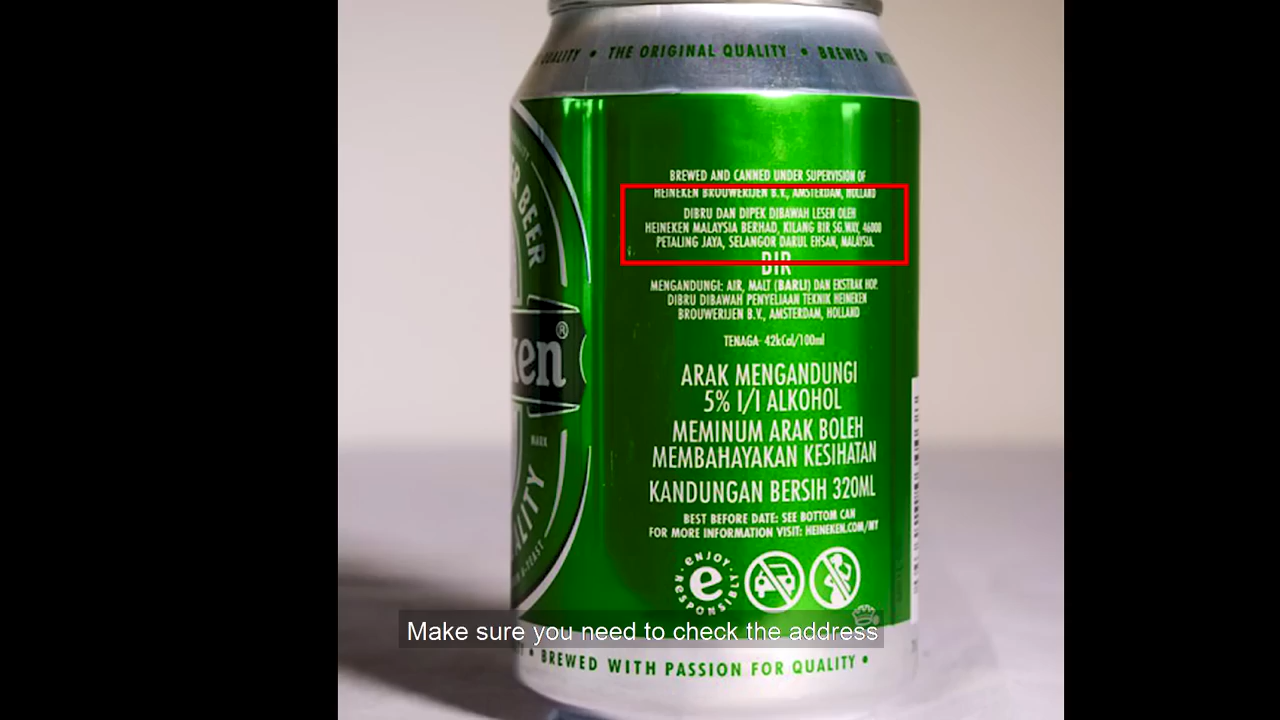 QUALITY • THE ORIGINAL QUALITY • BREWED
BREWED AND CANNED UNDER SUPERVISION OF
HEINEKEN BROUWERIJEN B.V., AMSTERDAM, HOLLAND
DIBRU DAN DIPEK DIBAWAH LESEN OLEH
HEINEKEN MALAYSIA BERHAD, KILANG BIR SG.WAY, 46000
PETALING JAYA, SELANGOR DARUL EHSAN, MALAYSIA.
BIR
MENGANDUNGI: AIR, MALT (BARLI) DAN EKSTRAK HOP.
DIBRU DIBAWAH PENYELIAAN TEKNIK HEINEKEN
BROUWERIJEN B.V., AMSTERDAM, HOLLAND
TENAGA- 42kCal/100ml
ARAK MENGANDUNGI
5% I/I ALKOHOL
MEMINUM ARAK BOLEH
MEMBAHAYAKAN KESIHATAN
KANDUNGAN BERSIH 320ML
BEST BEFORE DATE: SEE BOTTOM CAN
FOR MORE INFORMATION VISIT: HEINEKEN.COM/MY
ENJOY RESPONSIBLY
e
BEER
ken®
MARK
ALITY
Make sure you need to check the address
• BREWED WITH PASSION FOR QUALITY •